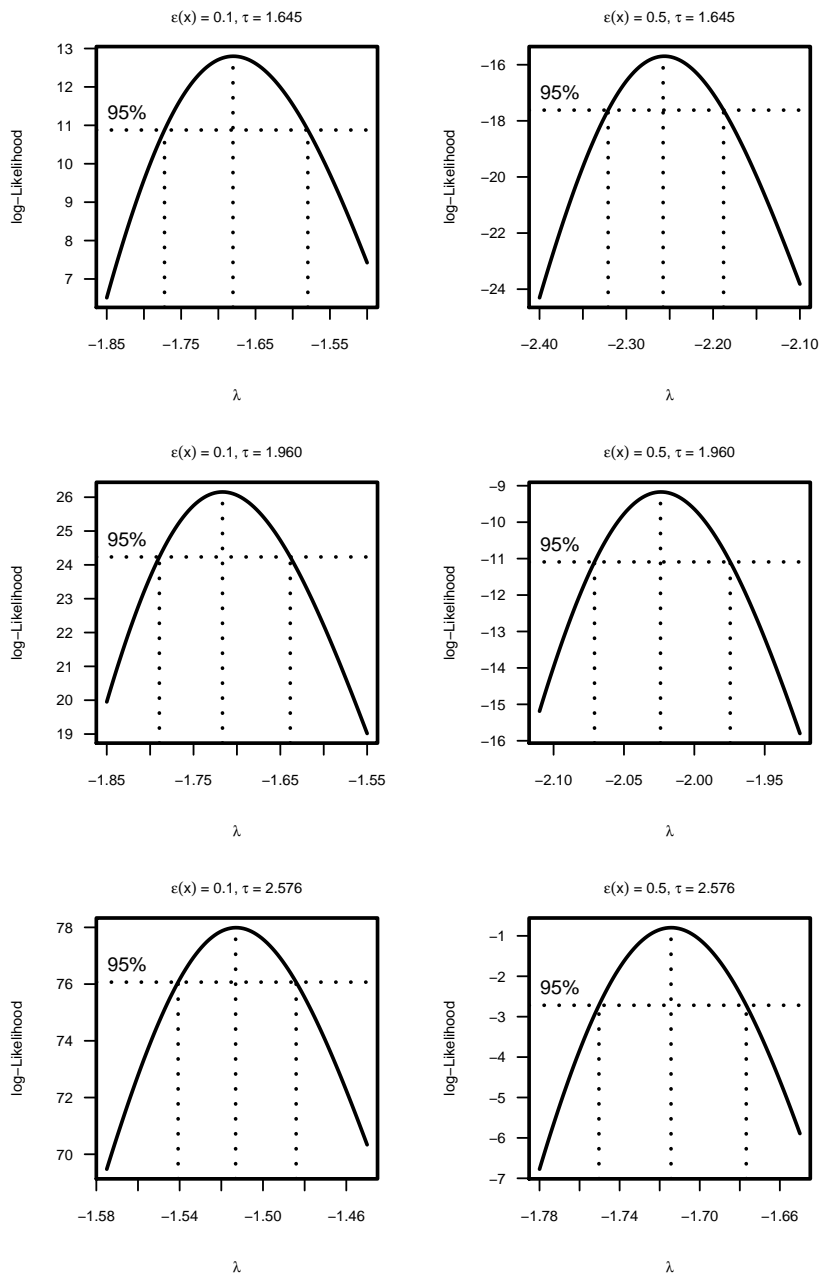 ε(x) = 0.1, τ = 1.645
13
12
11
10
9
8
7
95%
log−Likelihood
−1.85 −1.75 −1.65 −1.55
λ
ε(x) = 0.5, τ = 1.645
−16
−18
−20
−22
−24
95%
log−Likelihood
−2.40 −2.30 −2.20 −2.10
λ
ε(x) = 0.1, τ = 1.960
26
25
24
23
22
21
20
19
95%
log−Likelihood
−1.85 −1.75 −1.65 −1.55
λ
ε(x) = 0.5, τ = 1.960
−9
−10
−11
−12
−13
−14
−15
−16
95%
log−Likelihood
−2.10 −2.05 −2.00 −1.95
λ
ε(x) = 0.1, τ = 2.576
78
76
74
72
70
95%
log−Likelihood
−1.58 −1.54 −1.50 −1.46
λ
ε(x) = 0.5, τ = 2.576
−1
−2
−3
−4
−5
−6
−7
95%
log−Likelihood
−1.78 −1.74 −1.70 −1.66
λ